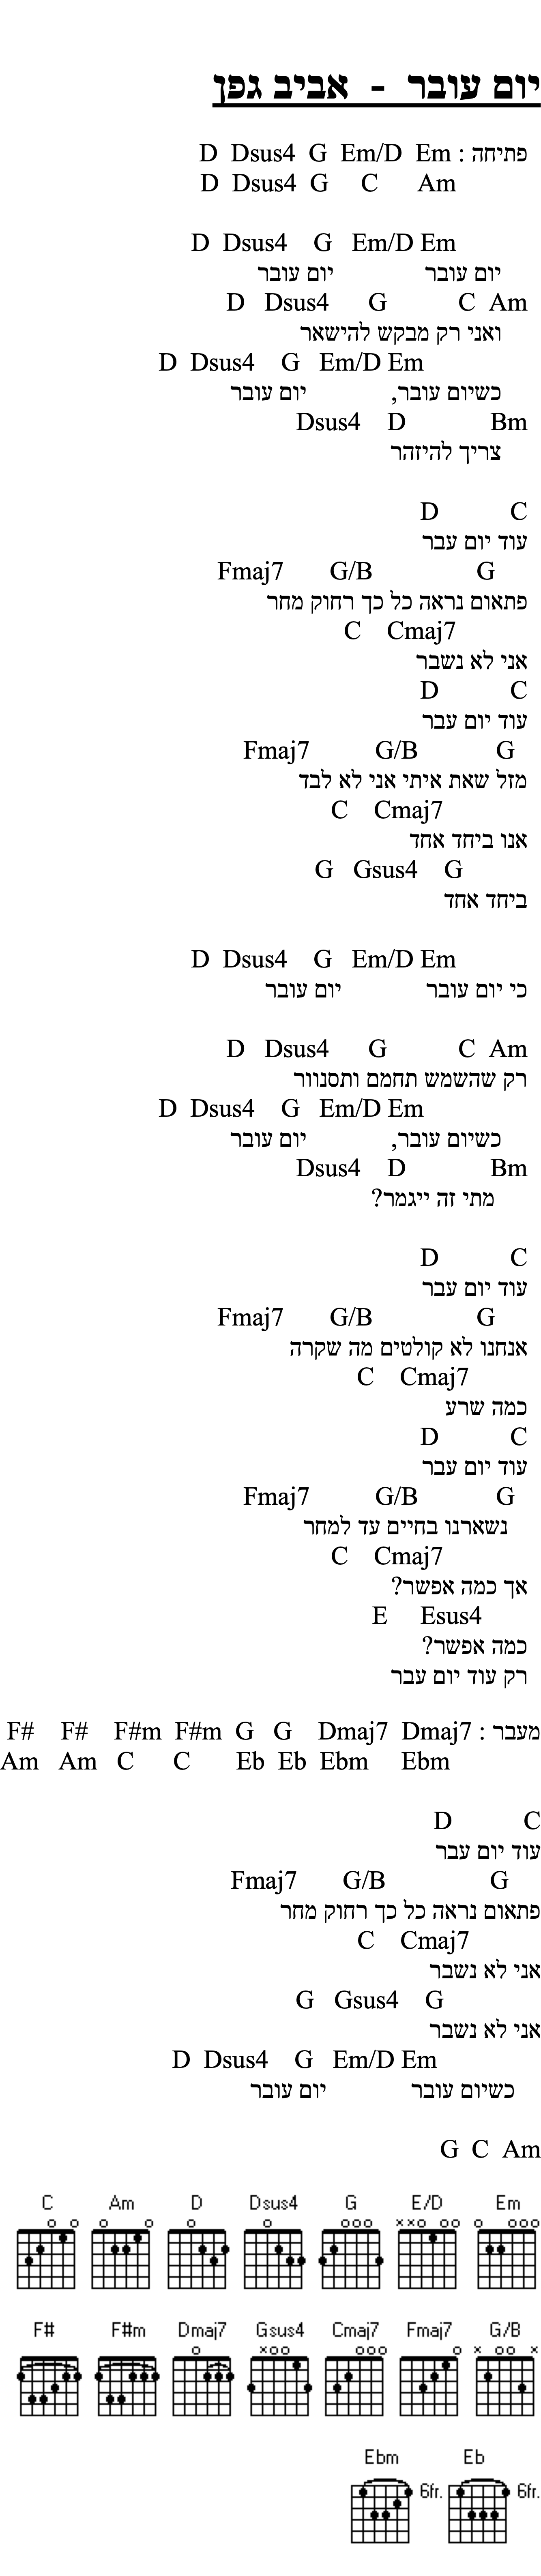 יום עובר - אביב גפן
פתיחה : D Dsus4 G Em/D Em
D Dsus4 G C Am
D Dsus4 G Em/D Em
יום עובר יום עובר
D Dsus4 G C Am
ואני רק מבקש להישאר
D Dsus4 G Em/D Em
כשיום עובר, יום עובר
Dsus4 D Bm
צריך להיזהר
D C
עוד יום עבר
Fmaj7 G/B G
פתאום נראה כל כך רחוק מחר
C Cmaj7
אני לא נשבר
D C
עוד יום עבר
Fmaj7 G/B G
מזל שאת איתי אני לא לבד
C Cmaj7
אנו ביחד אחד
G Gsus4 G
ביחד אחד
D Dsus4 G Em/D Em
כי יום עובר יום עובר
D Dsus4 G C Am
רק שהשמש תחמם ותסנוור
D Dsus4 G Em/D Em
כשיום עובר, יום עובר
Dsus4 D Bm
מתי זה ייגמר?
D C
עוד יום עבר
Fmaj7 G/B G
אנחנו לא קולטים מה שקרה
C Cmaj7
כמה שרע
D C
עוד יום עבר
Fmaj7 G/B G
נשארנו בחיים עד למחר
C Cmaj7
אך כמה אפשר?
E Esus4
כמה אפשר?
רק עוד יום עבר
מעבר : F# F# F#m F#m G G Dmaj7 Dmaj7
Am Am C C Eb Eb Ebm Ebm
D C
עוד יום עבר
Fmaj7 G/B G
פתאום נראה כל כך רחוק מחר
C Cmaj7
אני לא נשבר
G Gsus4 G
אני לא נשבר
D Dsus4 G Em/D Em
כשיום עובר יום עובר
G C Am
C Am D Dsus4 G E/D Em
F# F#m Dmaj7 Gsus4 Cmaj7 Fmaj7 G/B
Ebm Eb
6fr. 6fr.